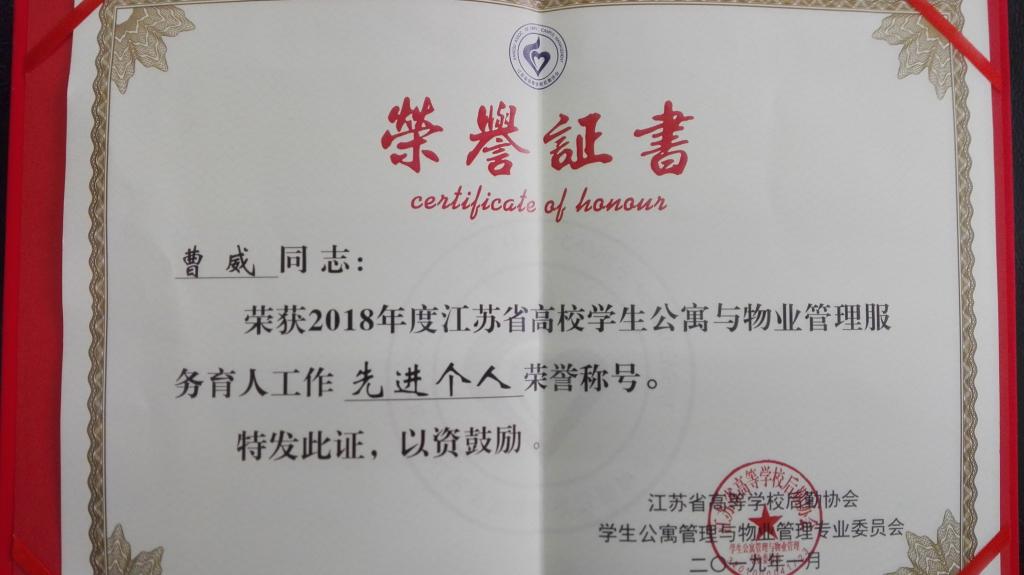 榮譽証書
certificate of honour
曹威同志：
荣获2018年度江苏省高校学生公寓与物业管理服
务育人工作先进个人荣誉称号。
特发此证，以资鼓励。
江苏省高等学校后勤协会
学生公寓管理与物业管理专业委员会
二〇一九年一月